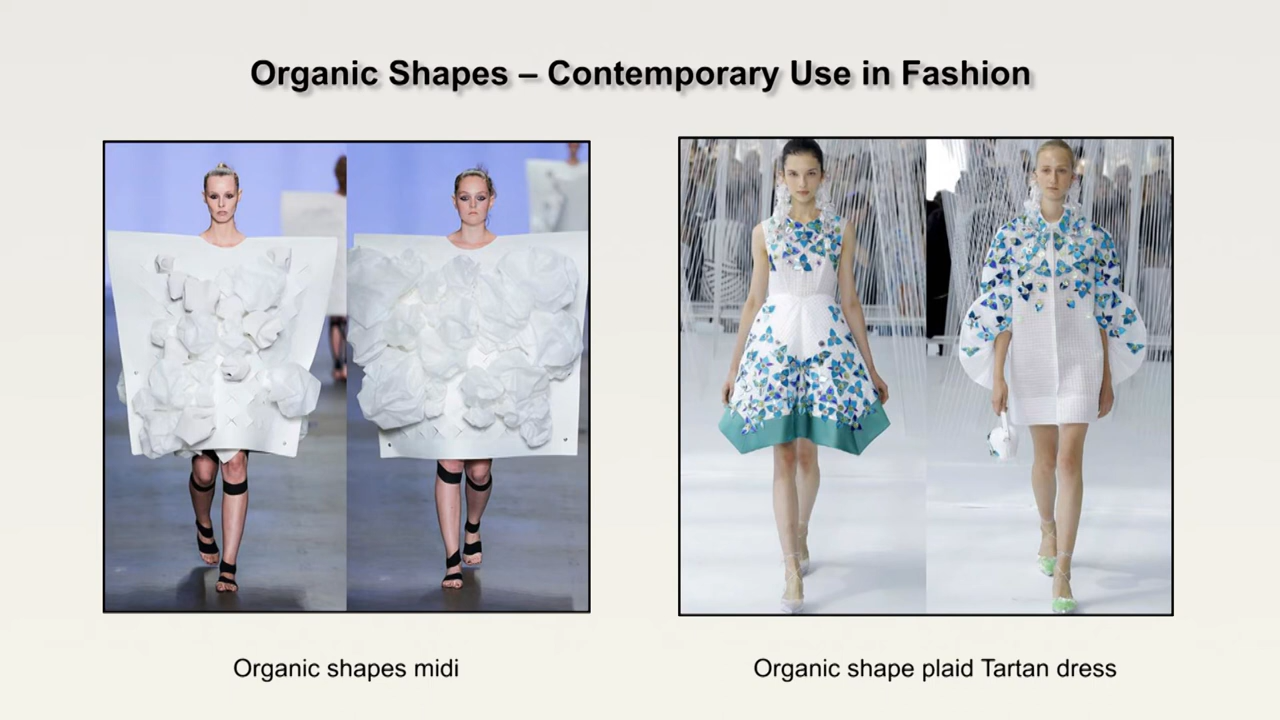 Organic Shapes – Contemporary Use in Fashion
Organic shapes midi
Organic shape plaid Tartan dress